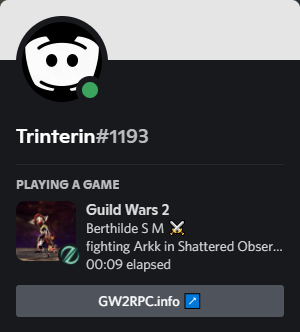 Trinterin#1193
PLAYING A GAME
Guild Wars 2
Berthilde S M ⚔️
fighting Arkk in Shattered Obser...
00:09 elapsed
GW2RPC.info ↗️